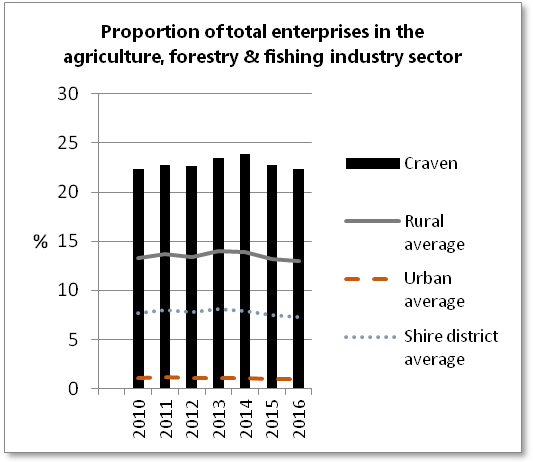 Proportion of total enterprises in the
agriculture, forestry & fishing industry sector
30
25
20
15
10
5
0
%
2010
2011
2012
2013
2014
2015
2016
Craven
Rural
average
Urban
average
Shire district
average